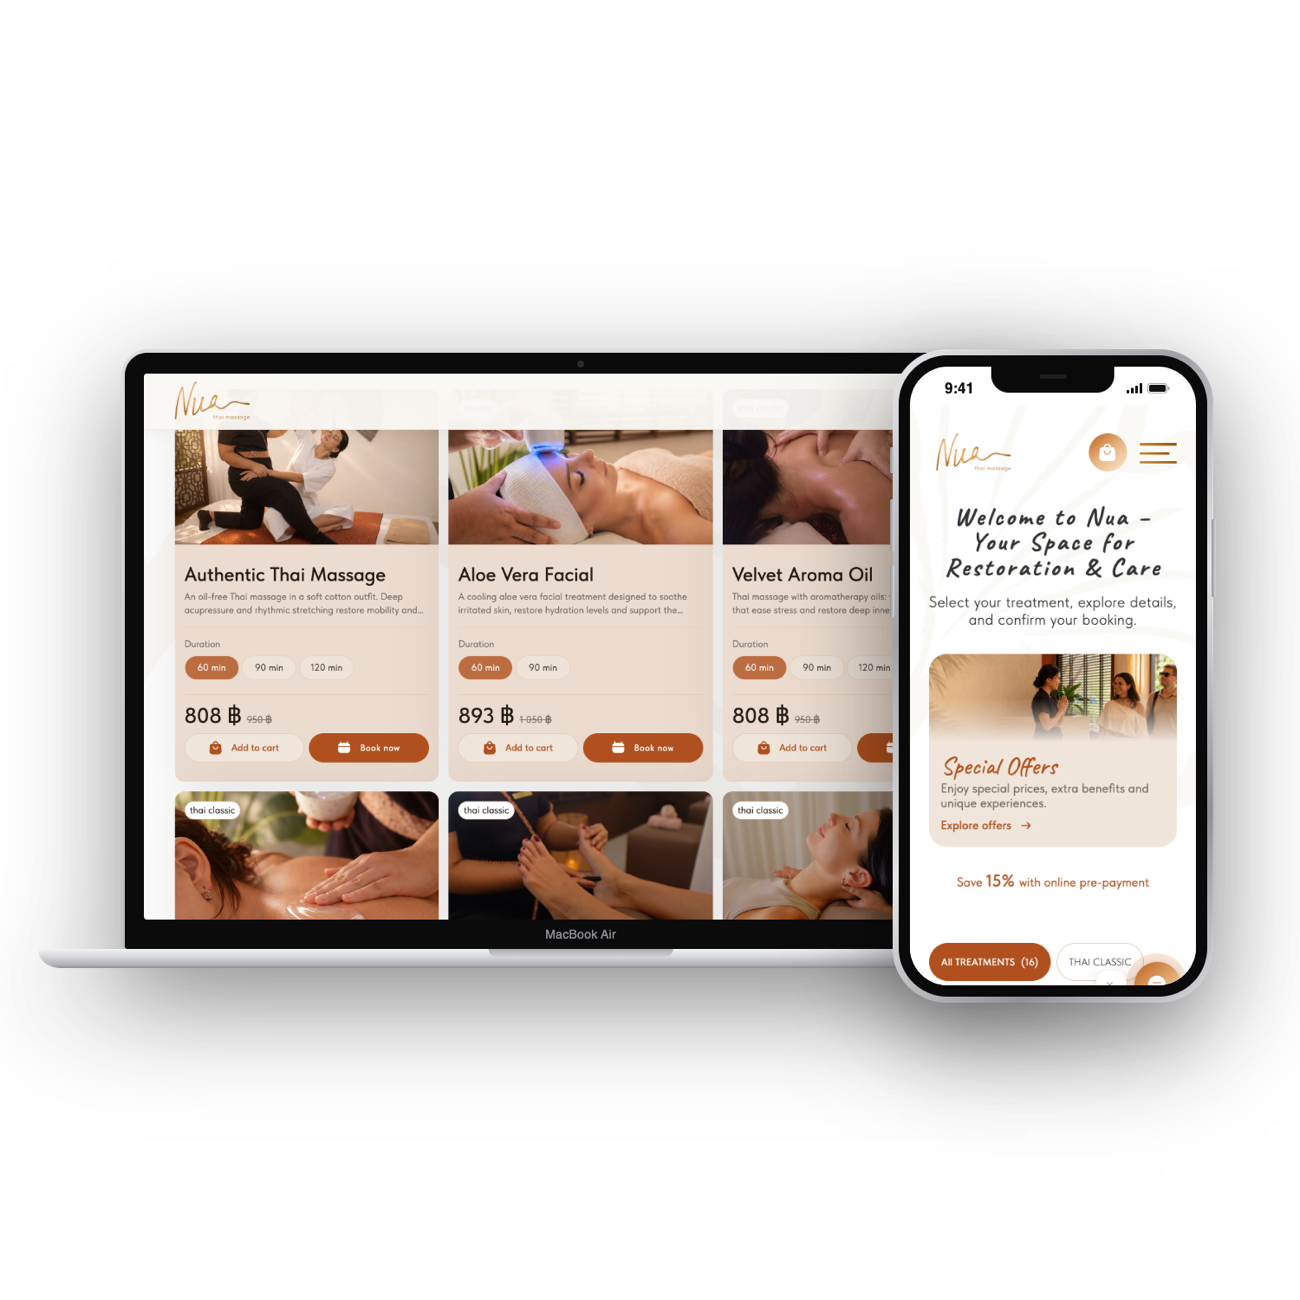 Nua
thai massage
thai classic
Authentic Thai Massage
An oil-free Thai massage in a soft cotton outfit. Deep
acupressure and rhythmic stretching restore mobility and...
Duration
60 min
90 min
120 min
808 ฿ 950 ฿
Add to cart
Book now
Aloe Vera Facial
A cooling aloe vera facial treatment designed to soothe
irritated skin, restore hydration levels and support the...
Duration
60 min
90 min
893 ฿ 1 050 ฿
Add to cart
Book now
Velvet Aroma Oil
Thai massage with aromatherapy oils:
that ease stress and restore deep
Duration
60 min
90 min
120 min
808 ฿ 950 ฿
Add to cart
thai classic
thai classic
thai classic
MacBook Air
9:41
Nua
thai massage
Welcome to Nua –
Your Space for
Restoration & Care
Select your treatment, explore details,
and confirm your booking.
Special Offers
Enjoy special prices, extra benefits and
unique experiences.
Explore offers →
Save 15% with online pre-payment
All TREATMENTS (16)
THAI CLASSIC